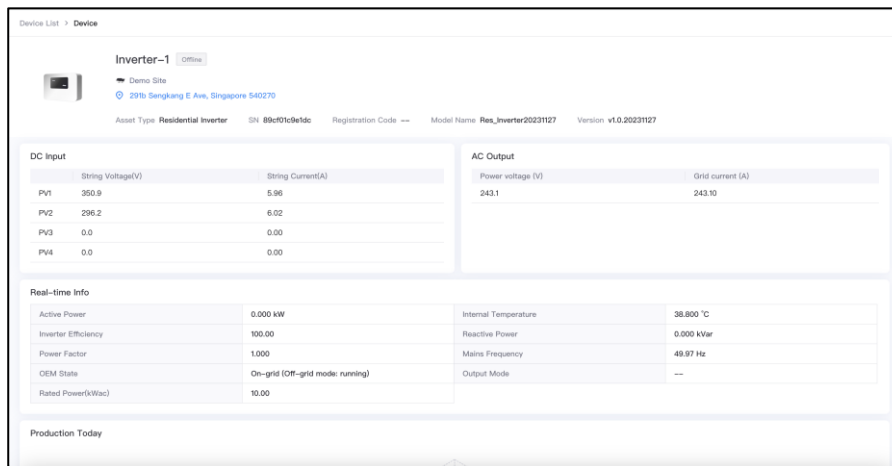 Device List > Device
Inverter-1 Offline
Demo Site
291b Sengkang E Ave, Singapore 540270
Asset Type Residential Inverter SN 89cf01c9e1dc Registration Code -- Model Name Res_Inverter20231127 Version v1.0.20231127
DC Input
String Voltage(V) String Current(A)
PV1 350.9 5.96
PV2 296.2 6.02
PV3 0.0 0.00
PV4 0.0 0.00
AC Output
Power voltage (V) Grid current (A)
243.1 243.10
Real-time Info
Active Power 0.000 kW Internal Temperature 38.800 °C
Inverter Efficiency 100.00 Reactive Power 0.000 kVar
Power Factor 1.000 Mains Frequency 49.97 Hz
OEM State On-grid (Off-grid mode: running) Output Mode --
Rated Power(kWac) 10.00
Production Today